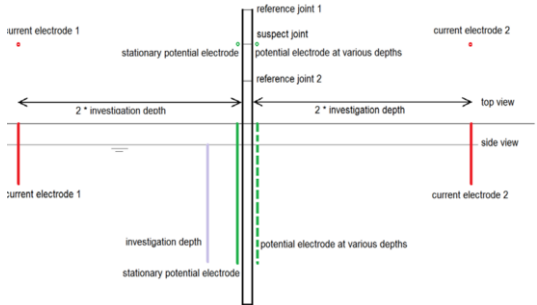 reference joint 1
current electrode 1
suspect joint
current electrode 2
stationary potential electrode
potential electrode at various depths
reference joint 2
top view
2 * investigation depth
2 * investigation depth
side view
current electrode 1
current electrode 2
investigation depth
potential electrode at various depths
stationary potential electrode